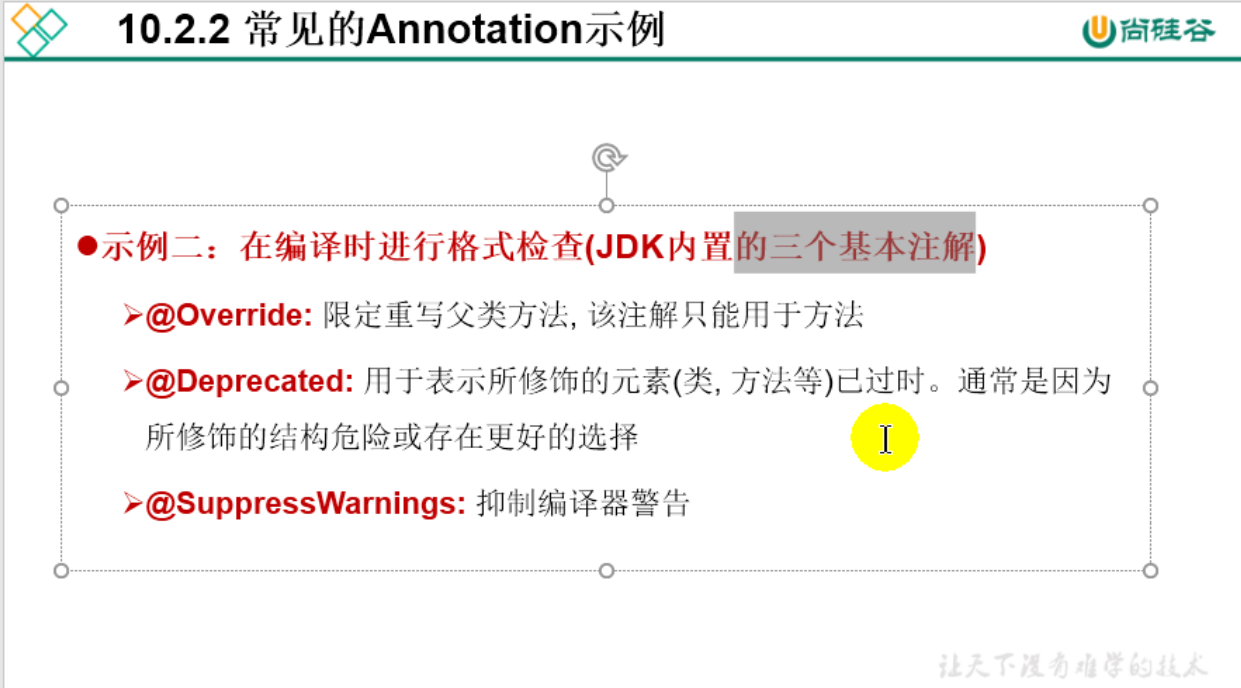 10.2.2 常见的Annotation示例
尚硅谷
●示例二：在编译时进行格式检查(JDK内置的三个基本注解)
➢@Override: 限定重写父类方法, 该注解只能用于方法
➢@Deprecated: 用于表示所修饰的元素(类, 方法等)已过时。通常是因为
所修饰的结构危险或存在更好的选择
➢@SuppressWarnings: 抑制编译器警告
让天下没有难学的技术